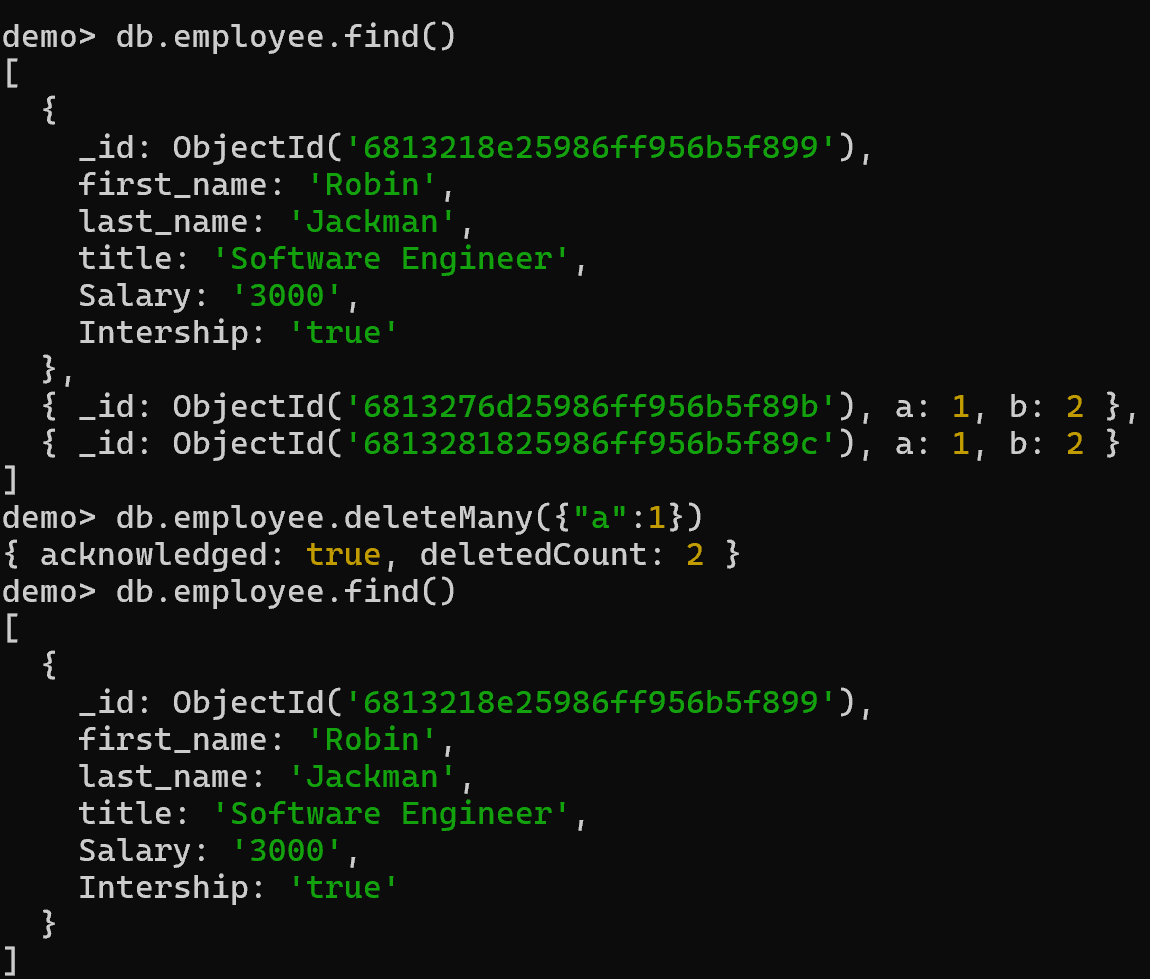 demo> db.employee.find()
[
  {
    _id: ObjectId('6813218e25986ff956b5f899'),
    first_name: 'Robin',
    last_name: 'Jackman',
    title: 'Software Engineer',
    Salary: '3000',
    Intership: 'true'
  },
  { _id: ObjectId('6813276d25986ff956b5f89b'), a: 1, b: 2 },
  { _id: ObjectId('6813281825986ff956b5f89c'), a: 1, b: 2 }
]
demo> db.employee.deleteMany({"a":1})
{ acknowledged: true, deletedCount: 2 }
demo> db.employee.find()
[
  {
    _id: ObjectId('6813218e25986ff956b5f899'),
    first_name: 'Robin',
    last_name: 'Jackman',
    title: 'Software Engineer',
    Salary: '3000',
    Intership: 'true'
  }
]